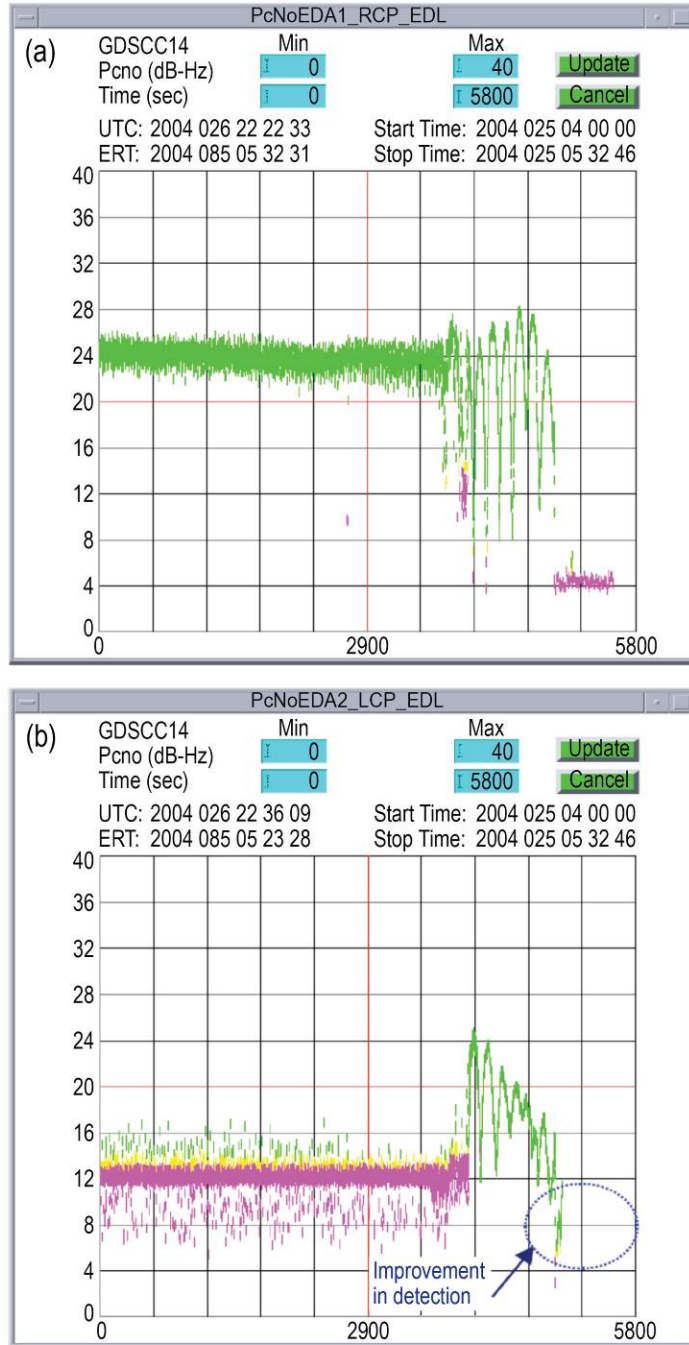 PcNoEDA1_RCP_EDL
(a)
GDSCC14 Min Max
Pcno (dB-Hz) 0 40 Update
Time (sec) 0 5800 Cancel
UTC: 2004 026 22 22 33 Start Time: 2004 025 04 00 00
ERT: 2004 085 05 32 31 Stop Time: 2004 025 05 32 46
40
36
32
28
24
20
16
12
8
4
0
0 2900 5800
PcNoEDA2_LCP_EDL
(b)
GDSCC14 Min Max
Pcno (dB-Hz) 0 40 Update
Time (sec) 0 5800 Cancel
UTC: 2004 026 22 36 09 Start Time: 2004 025 04 00 00
ERT: 2004 085 05 23 28 Stop Time: 2004 025 05 32 46
40
36
32
28
24
20
16
12
8
4
0
Improvement
in detection
0 2900 5800